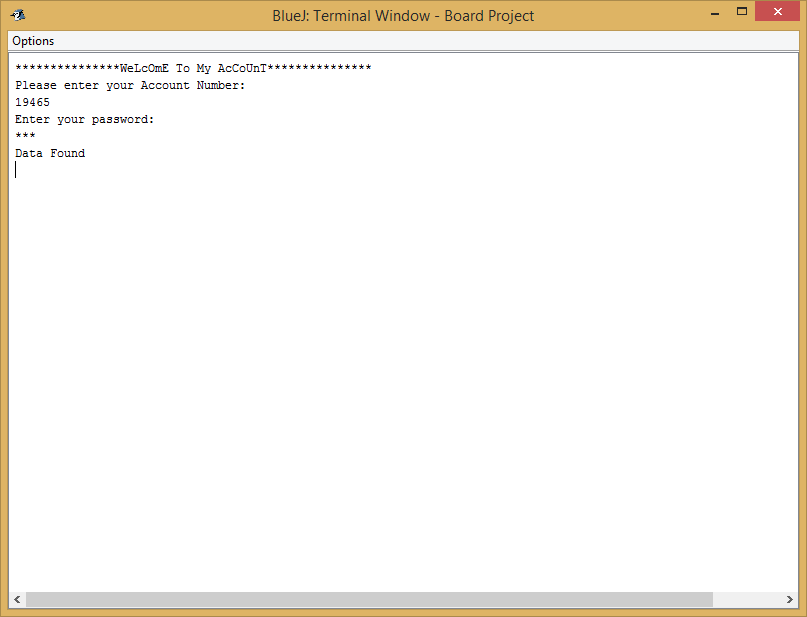 BlueJ: Terminal Window - Board Project
Options
***************WeLcOmE To My AcCoUnT***************
Please enter your Account Number:
19465
Enter your password:
***
Data Found